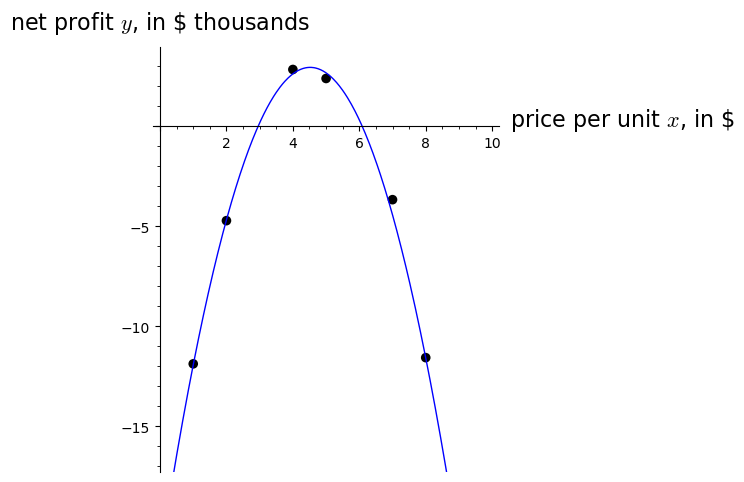 net profit y, in $ thousands
price per unit x, in $
2 4 6 8 10
−5
−10
−15